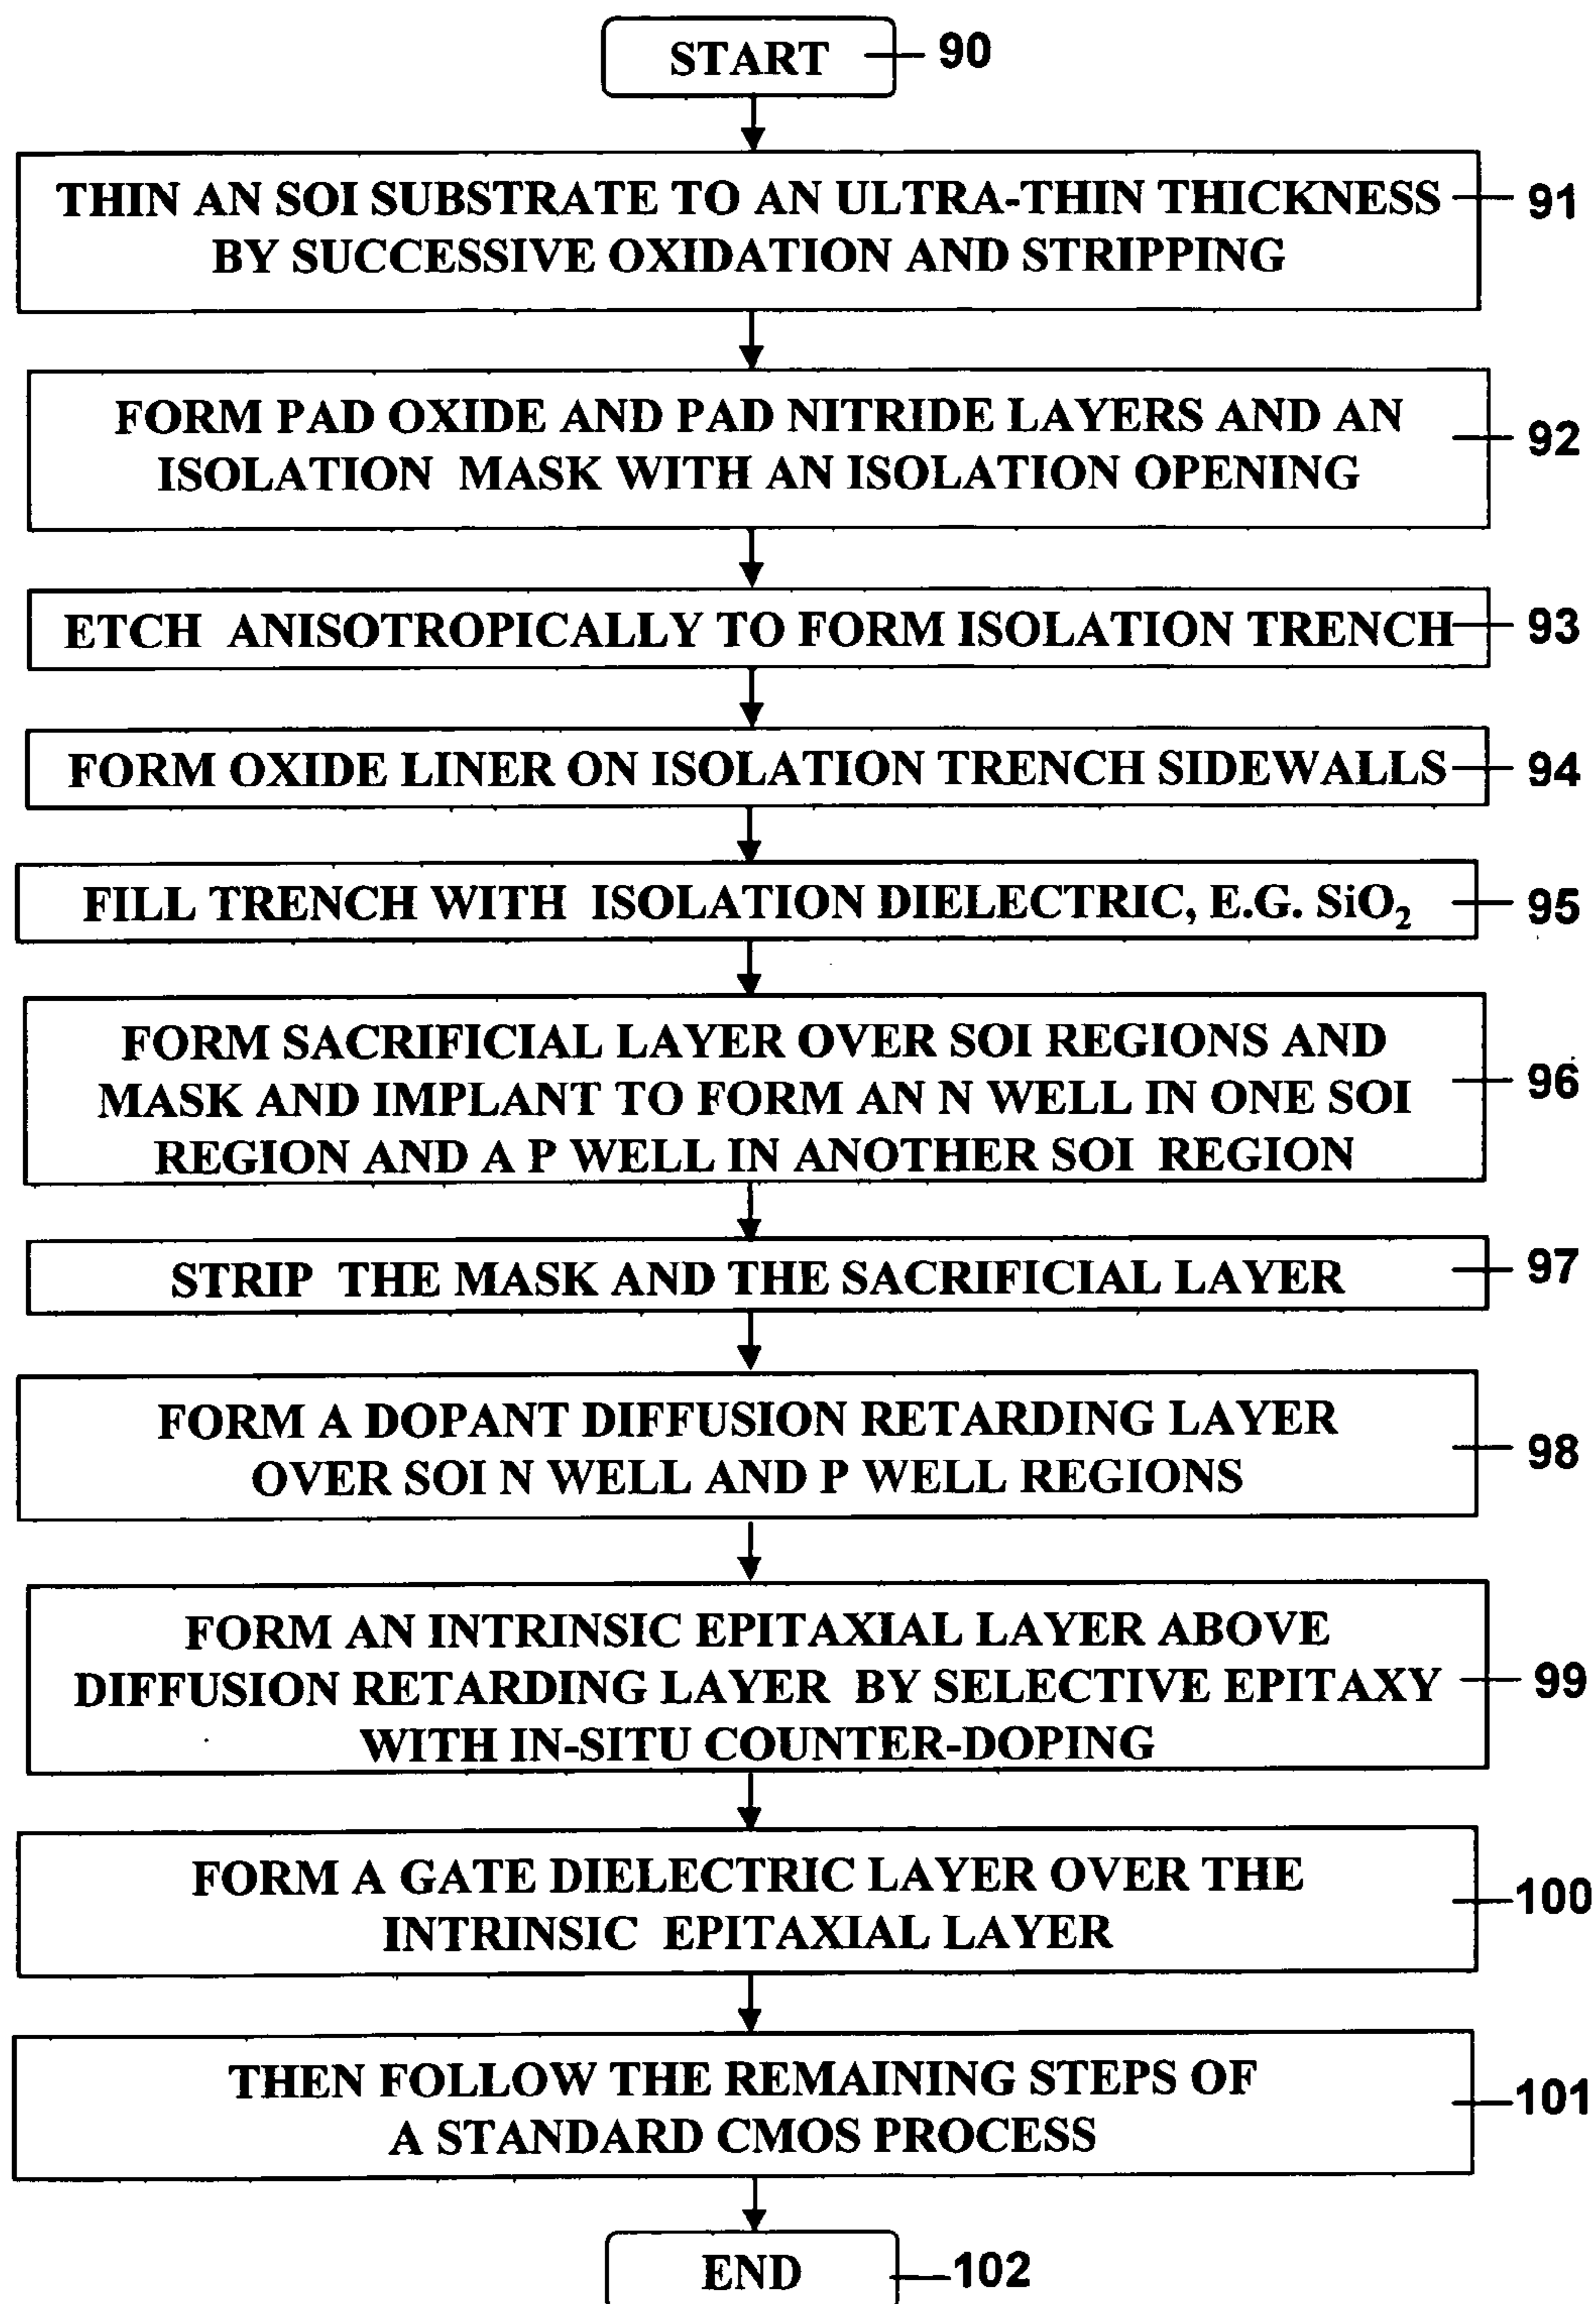 START 90
THIN AN SOI SUBSTRATE TO AN ULTRA-THIN THICKNESS 91
BY SUCCESSIVE OXIDATION AND STRIPPING
FORM PAD OXIDE AND PAD NITRIDE LAYERS AND AN 92
ISOLATION MASK WITH AN ISOLATION OPENING
ETCH ANISOTROPICALLY TO FORM ISOLATION TRENCH 93
FORM OXIDE LINER ON ISOLATION TRENCH SIDEWALLS 94
FILL TRENCH WITH ISOLATION DIELECTRIC, E.G. SiO₂ 95
FORM SACRIFICIAL LAYER OVER SOI REGIONS AND
MASK AND IMPLANT TO FORM AN N WELL IN ONE SOI 96
REGION AND A P WELL IN ANOTHER SOI REGION
STRIP THE MASK AND THE SACRIFICIAL LAYER 97
FORM A DOPANT DIFFUSION RETARDING LAYER 98
OVER SOI N WELL AND P WELL REGIONS
FORM AN INTRINSIC EPITAXIAL LAYER ABOVE
DIFFUSION RETARDING LAYER BY SELECTIVE EPITAXY 99
WITH IN-SITU COUNTER-DOPING
FORM A GATE DIELECTRIC LAYER OVER THE 100
INTRINSIC EPITAXIAL LAYER
THEN FOLLOW THE REMAINING STEPS OF 101
A STANDARD CMOS PROCESS
END 102